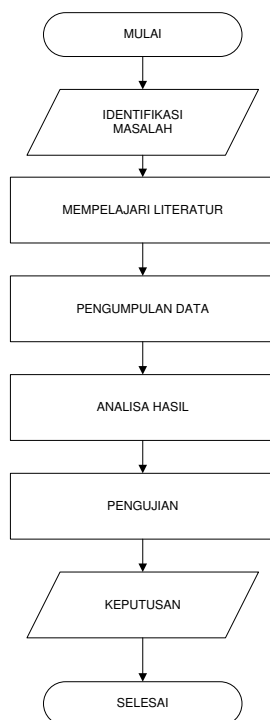 MULAI
IDENTIFIKASI
MASALAH
MEMPELAJARI LITERATUR
PENGUMPULAN DATA
ANALISA HASIL
PENGUJIAN
KEPUTUSAN
SELESAI